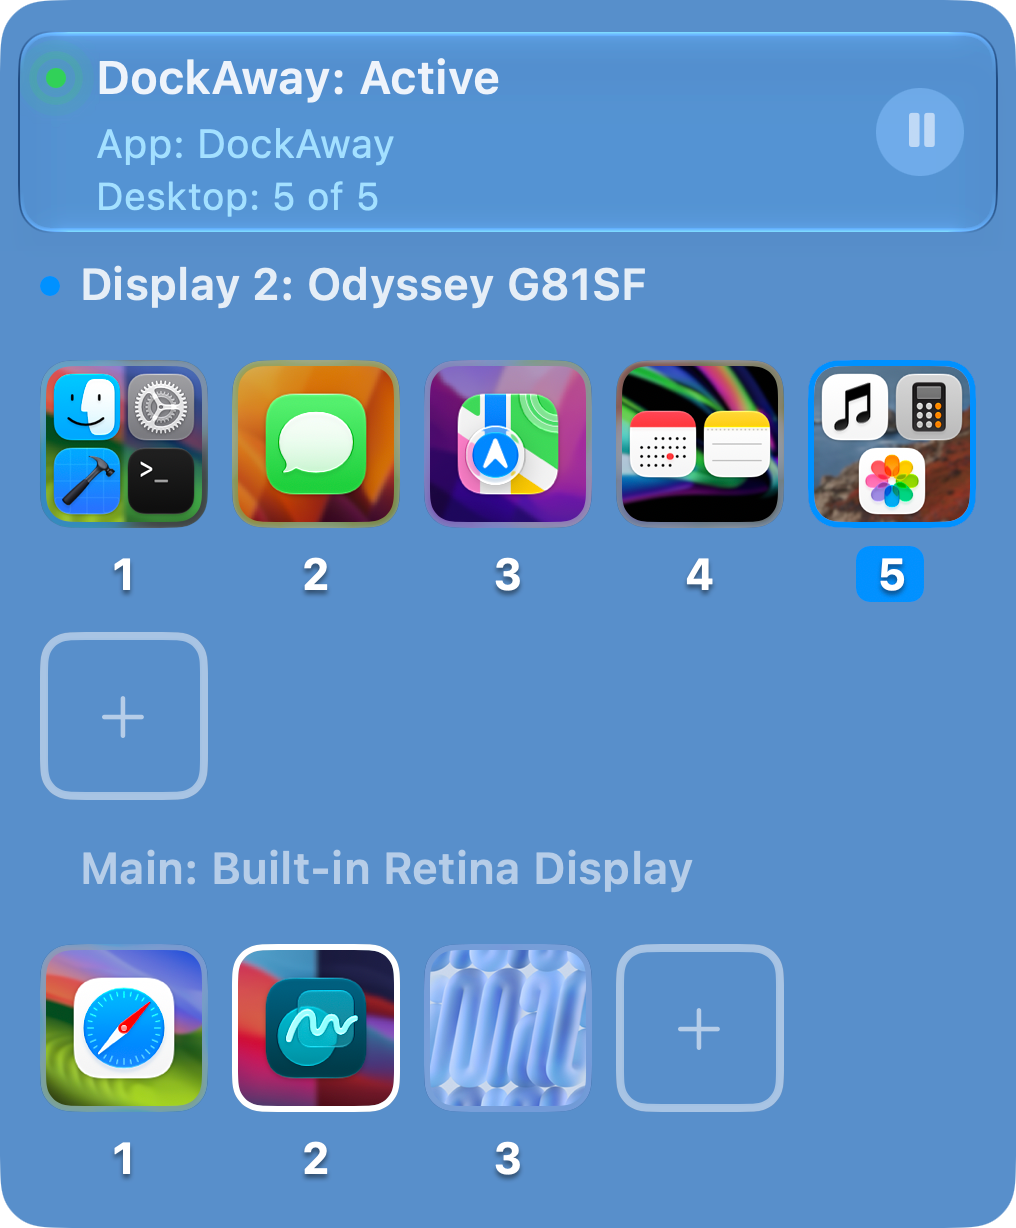 DockAway: Active
App: DockAway
Desktop: 5 of 5
Display 2: Odyssey G81SF
>_
1 2 3 4 5
Main: Built-in Retina Display
1 2 3